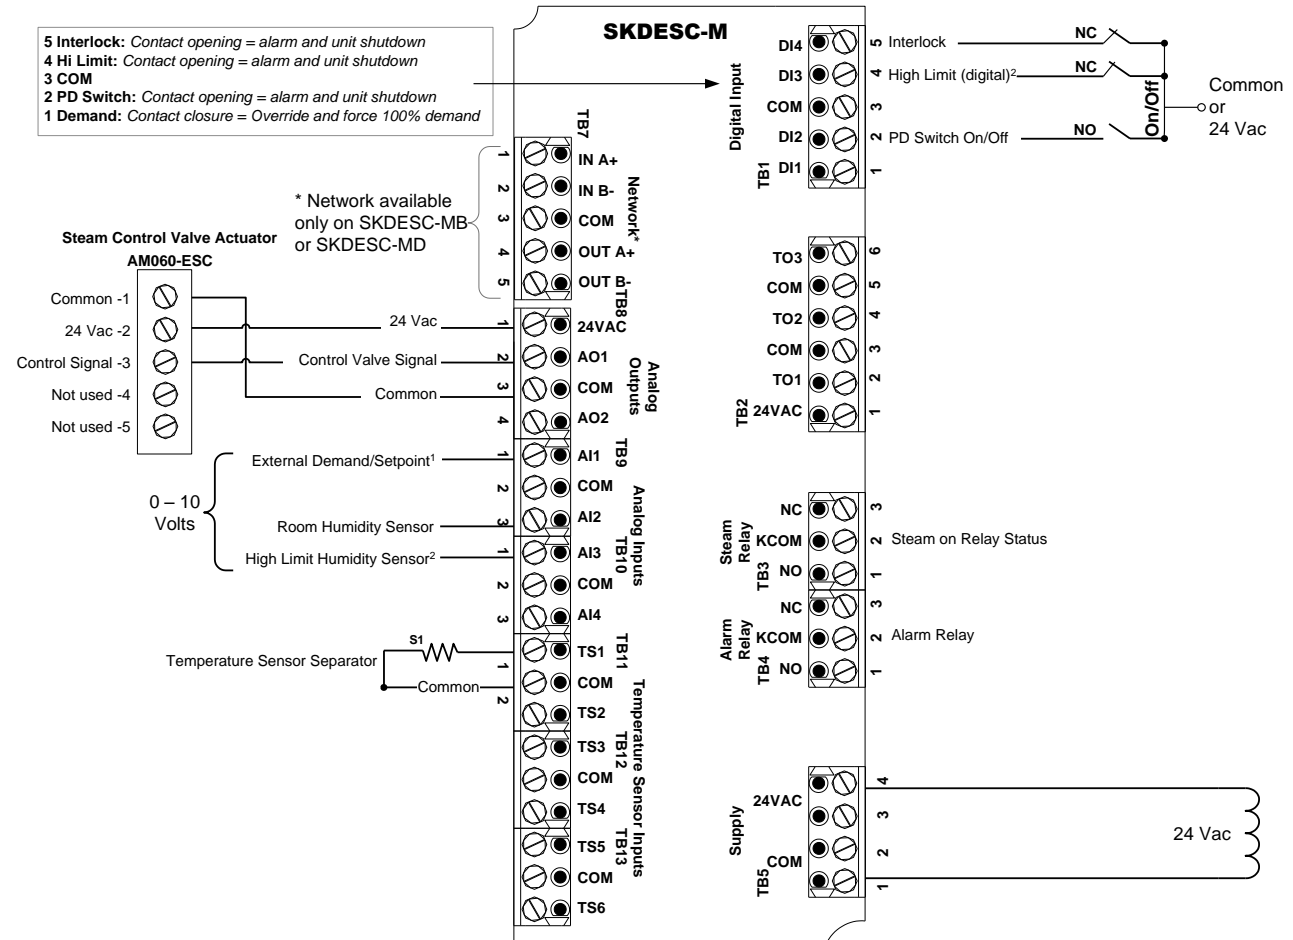 SKDESC-M
5 Interlock: Contact opening = alarm and unit shutdown
4 Hi Limit: Contact opening = alarm and unit shutdown
3 COM
2 PD Switch: Contact opening = alarm and unit shutdown
1 Demand: Contact closure = Override and force 100% demand
TB7
1 IN A+
2 IN B-
3 COM
4 OUT A+
5 OUT B-
Network*
* Network available
only on SKDESC-MB
or SKDESC-MD
Steam Control Valve Actuator
AM060-ESC
Common -1
24 Vac -2
Control Signal -3
Not used -4
Not used -5
TB8
24 Vac 1 24VAC
Control Valve Signal 2 AO1
Common 3 COM
4 AO2
Analog
Outputs
0 – 10
Volts
TB9
External Demand/Setpoint1 1 AI1
2 COM
Room Humidity Sensor 3 AI2
Analog Inputs
TB10
High Limit Humidity Sensor2 1 AI3
2 COM
3 AI4
TB11
Temperature Sensor Separator
S1 1 TS1
Common 2 COM
TS2
Temperature Sensor Inputs
TB12
TS3
COM
TS4
TB13
TS5
COM
TS6
Digital Input
TB1
DI4 5 Interlock NC
DI3 4 High Limit (digital)2 NC
COM 3
DI2 2 PD Switch On/Off NO
DI1 1
On/Off
Common
or
24 Vac
TB2
TO3 6
COM 5
TO2 4
COM 3
TO1 2
24VAC 1
Steam
Relay
TB3
NC 3
KCOM 2 Steam on Relay Status
NO 1
Alarm
Relay
TB4
NC 3
KCOM 2 Alarm Relay
NO 1
Supply
TB5
24VAC 4
3
COM 2
1
24 Vac